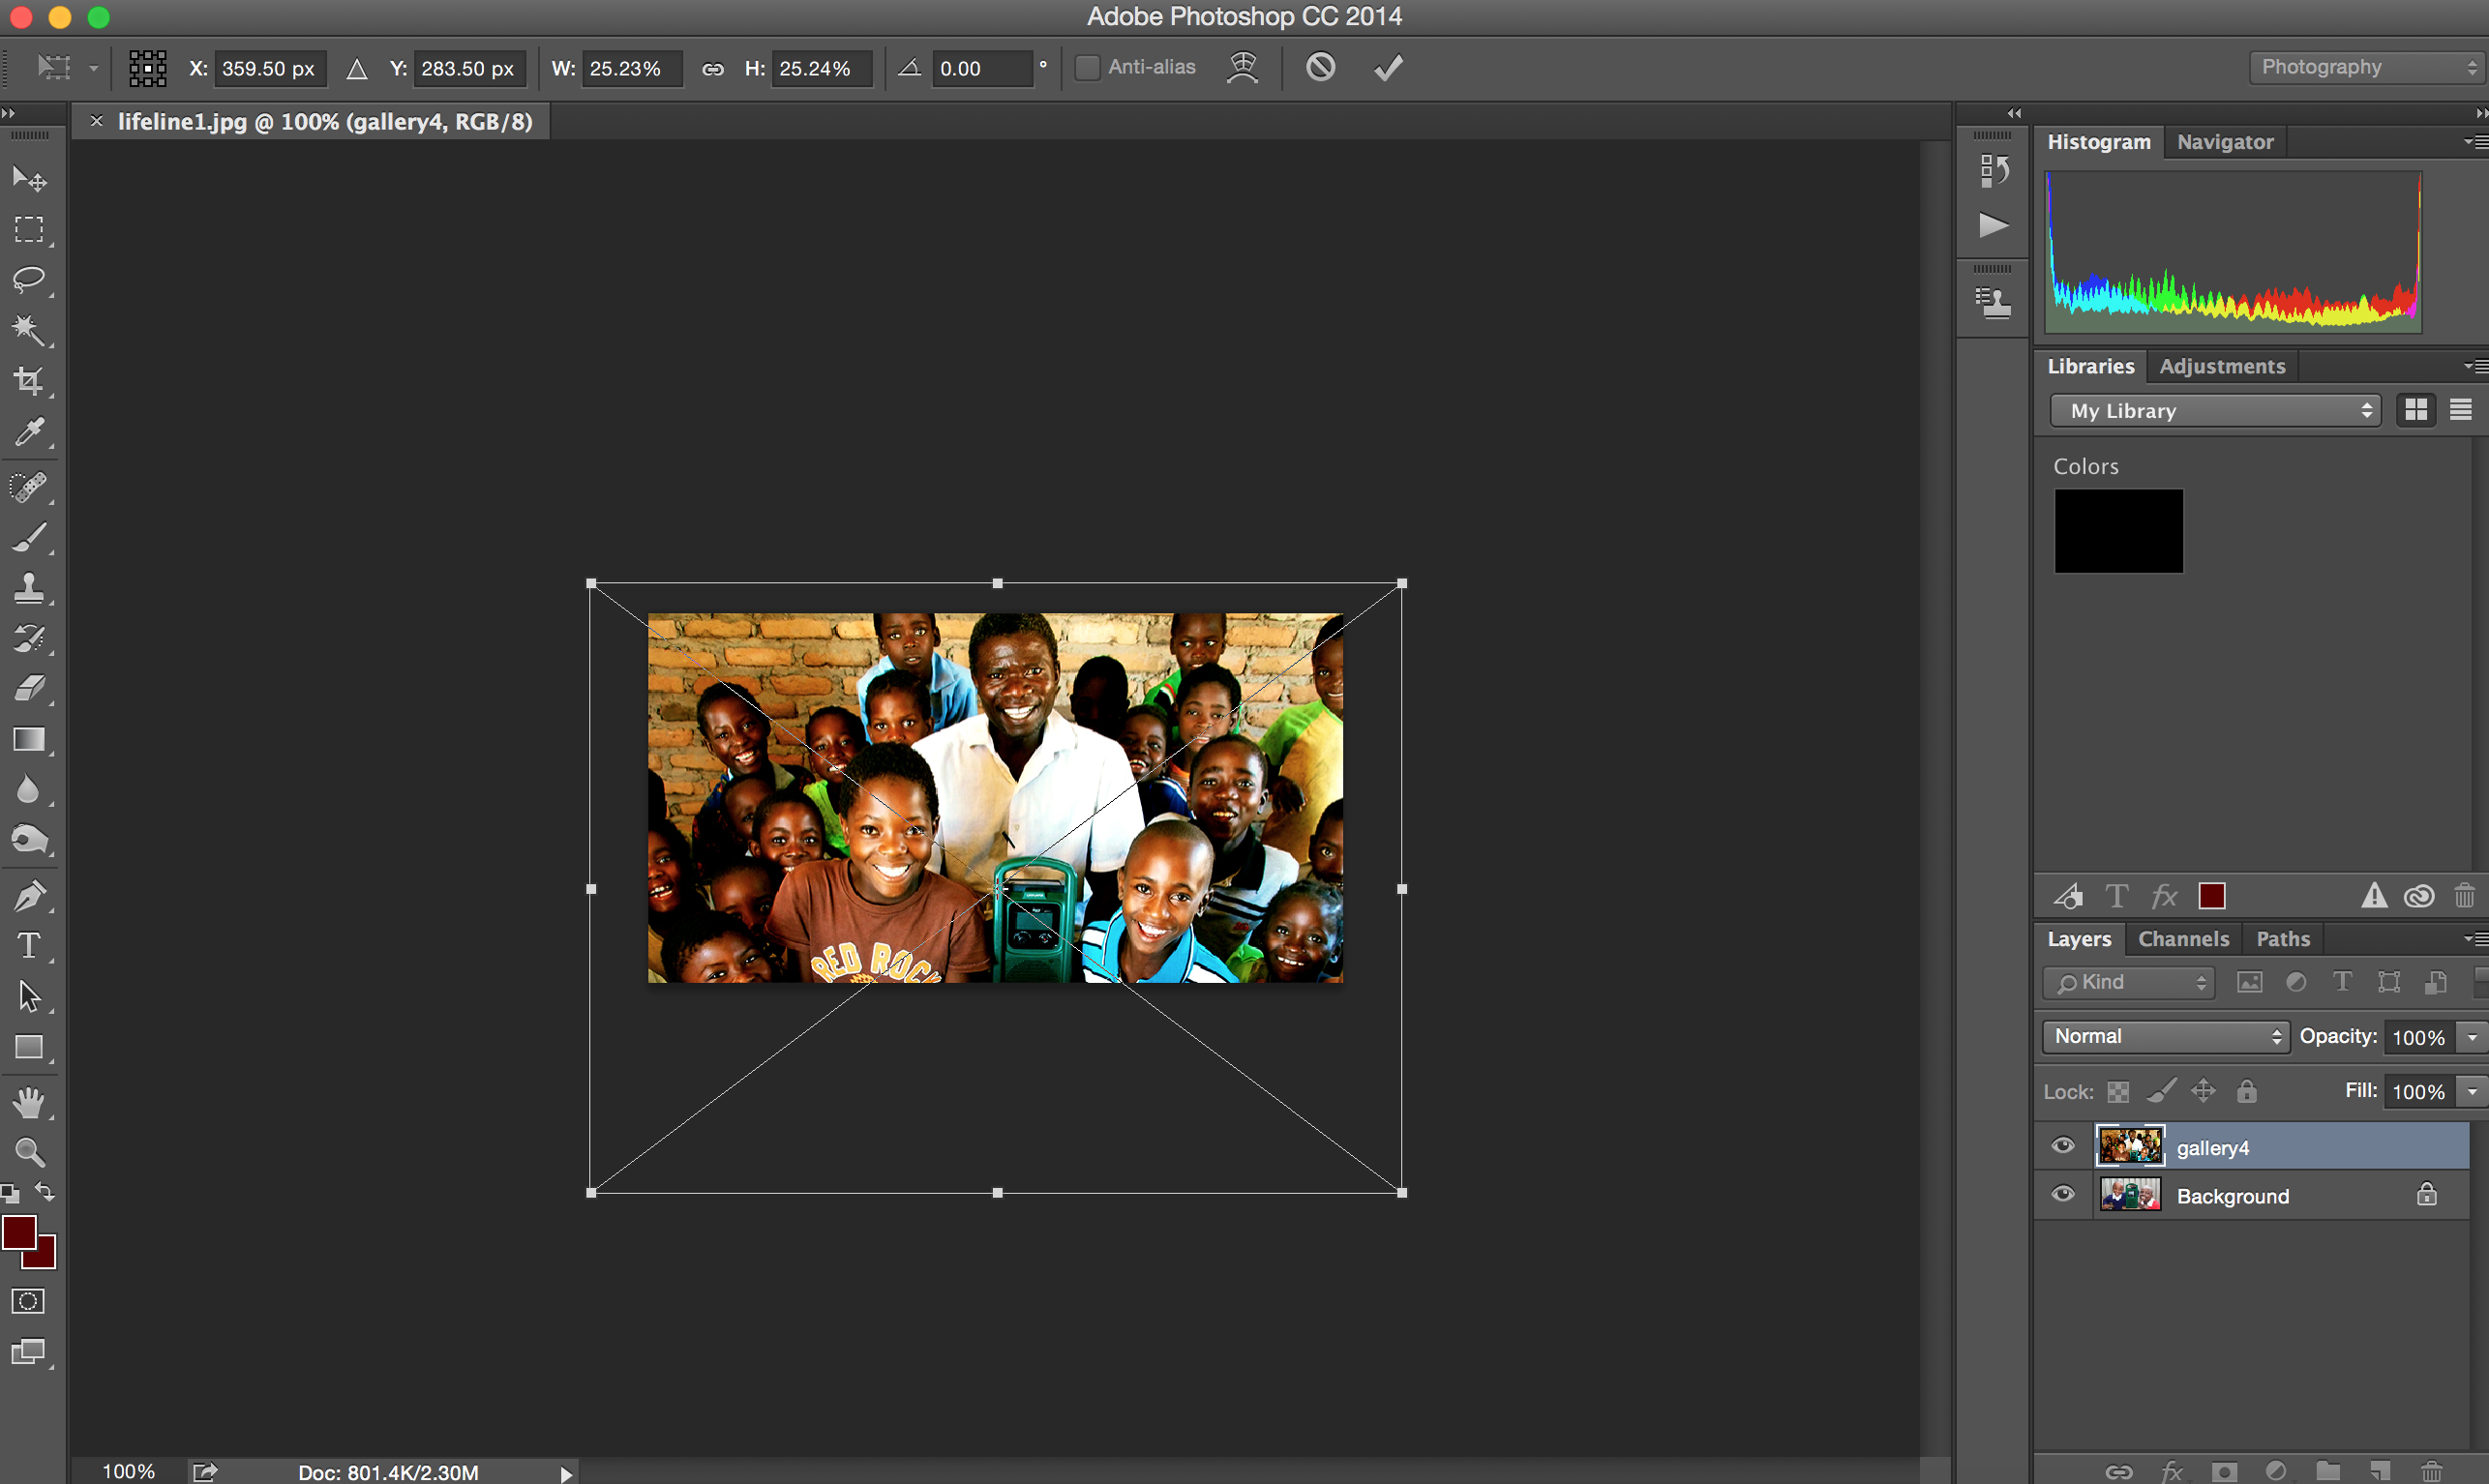 Adobe Photoshop CC 2014
X: 359.50 px Y: 283.50 px W: 25.23% H: 25.24% 0.00 ° Anti-alias Photography
× lifeline1.jpg @ 100% (gallery4, RGB/8)
Histogram Navigator
Libraries Adjustments
My Library
Colors
RED ROCK
T fx
Layers Channels Paths
Kind T
Normal Opacity: 100%
Lock: Fill: 100%
gallery4
Background
100% Doc: 801.4K/2.30M
fx